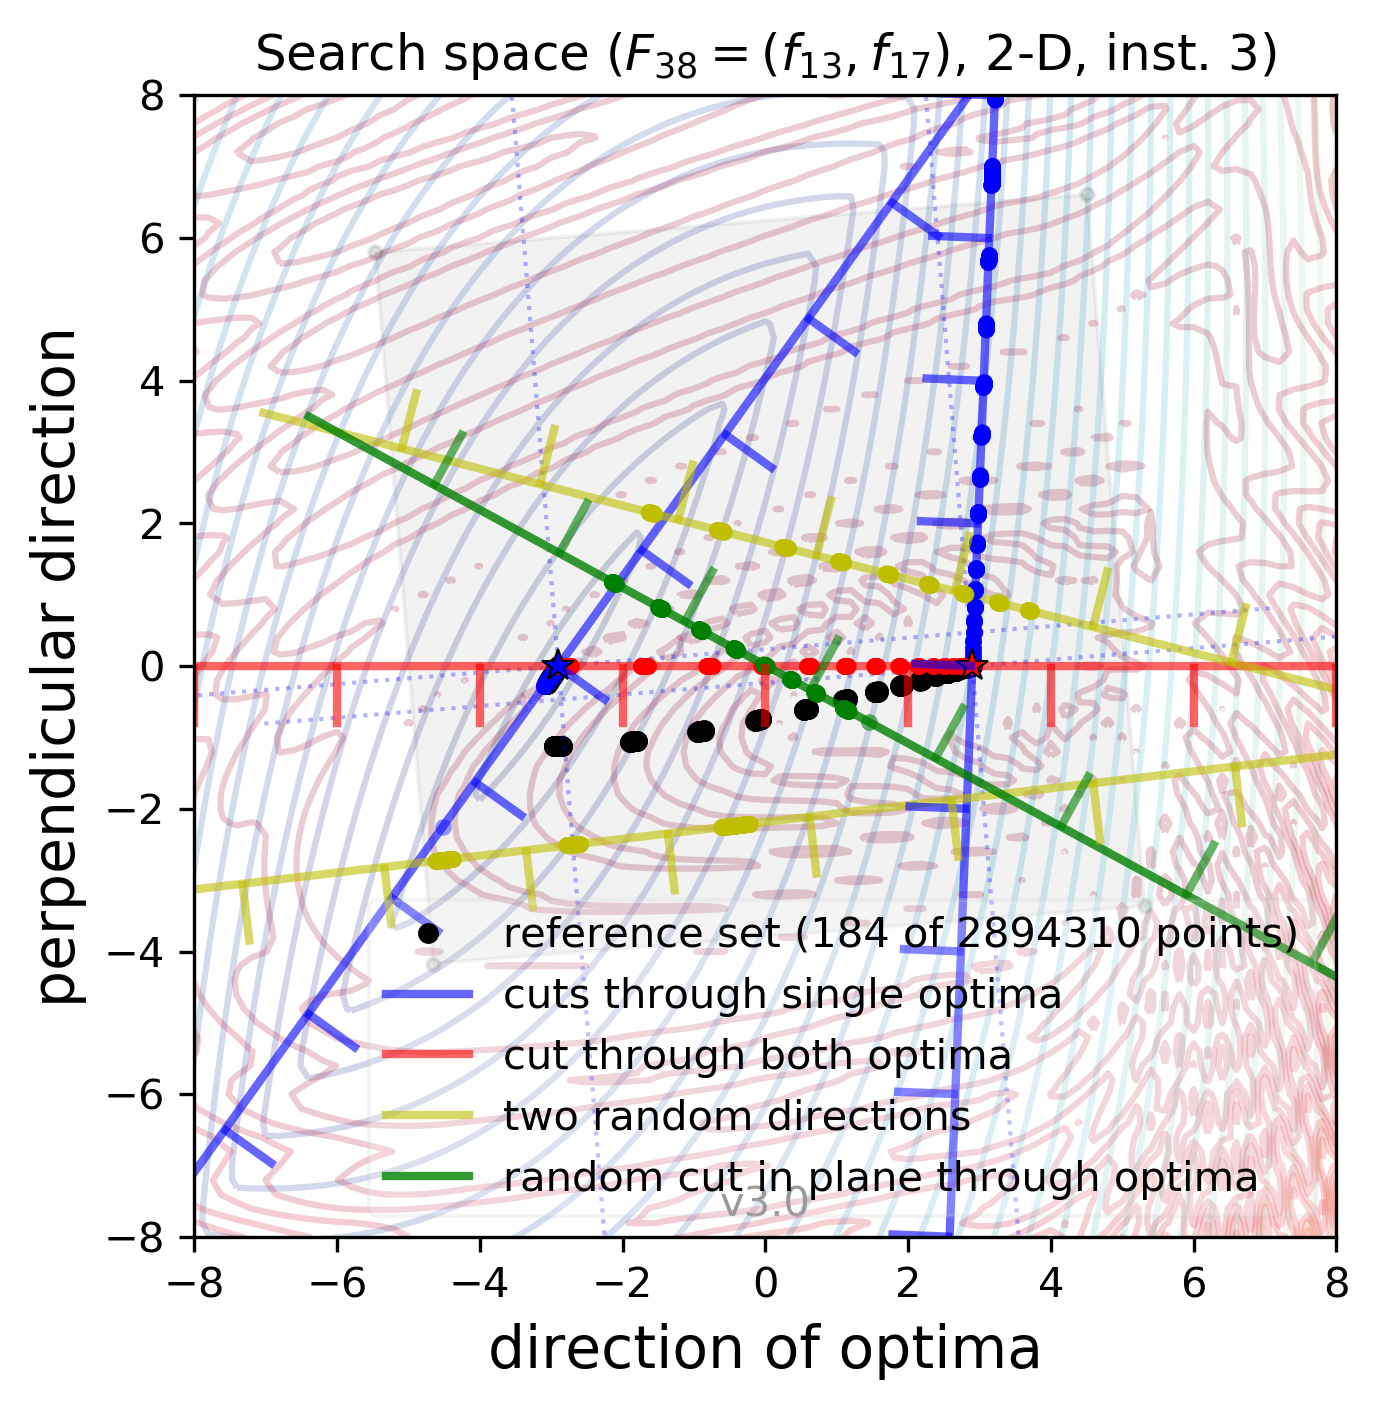 Search space (F₃₈ = (f₁₃, f₁₇), 2-D, inst. 3)
8
6
4
2
0
−2
−4
−6
−8
perpendicular direction
reference set (184 of 2894310 points)
cuts through single optima
cut through both optima
two random directions
random cut in plane through optima
v3.0
−8 −6 −4 −2 0 2 4 6 8
direction of optima